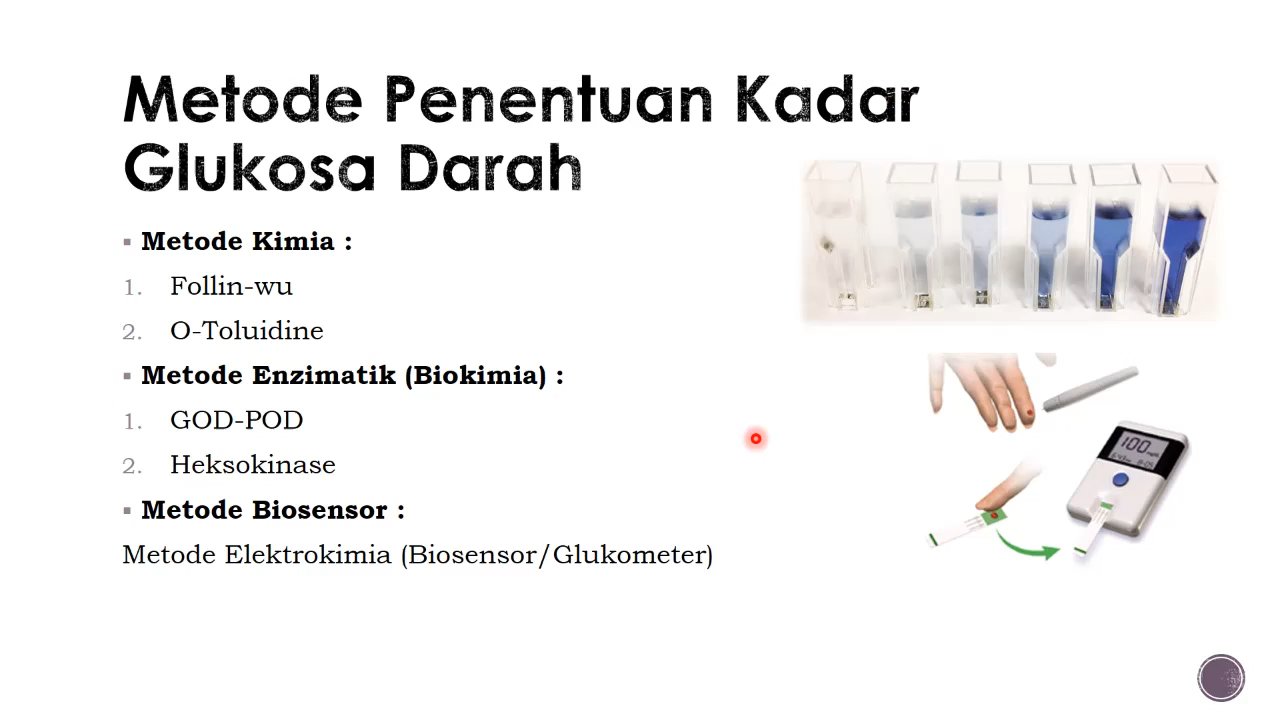 Metode Penentuan Kadar
Glukosa Darah
▪ Metode Kimia :
1. Follin-wu
2. O-Toluidine
▪ Metode Enzimatik (Biokimia) :
1. GOD-POD
2. Heksokinase
▪ Metode Biosensor :
Metode Elektrokimia (Biosensor/Glukometer)
100